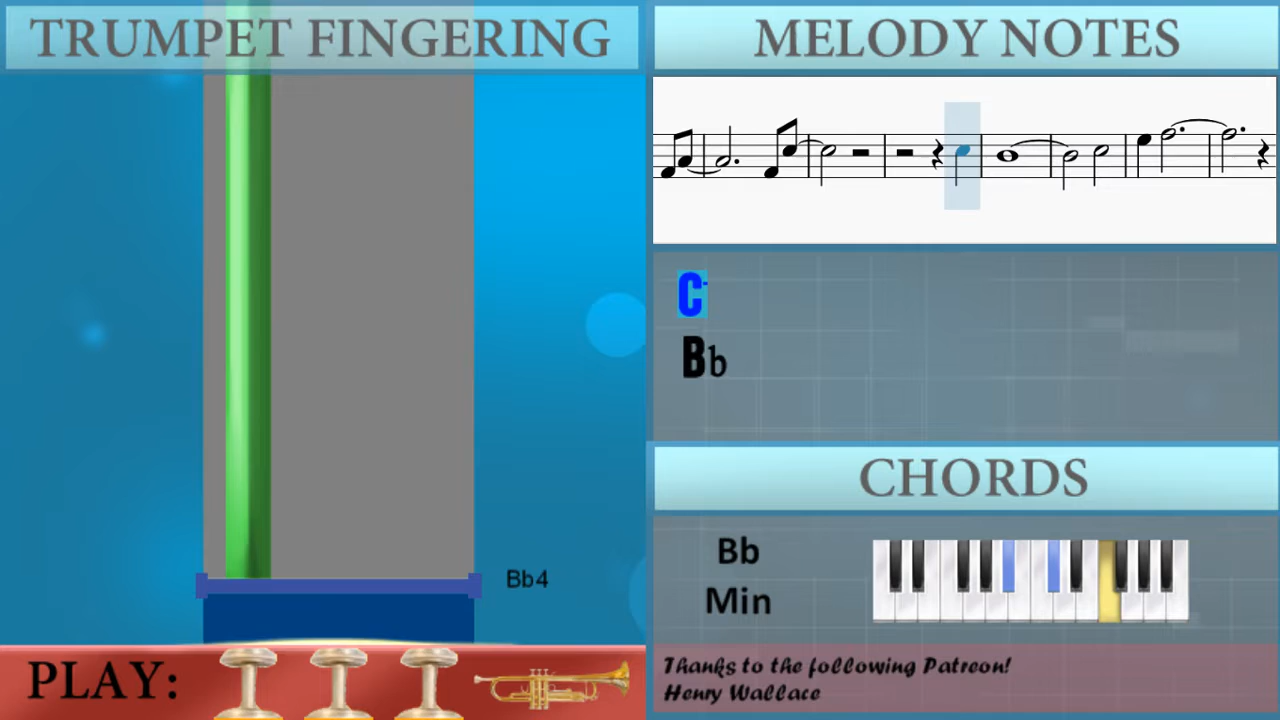 TRUMPET FINGERING
MELODY NOTES
C
Bb
CHORDS
Bb
Min
Bb4
PLAY:
Thanks to the following Patreon!
Henry Wallace